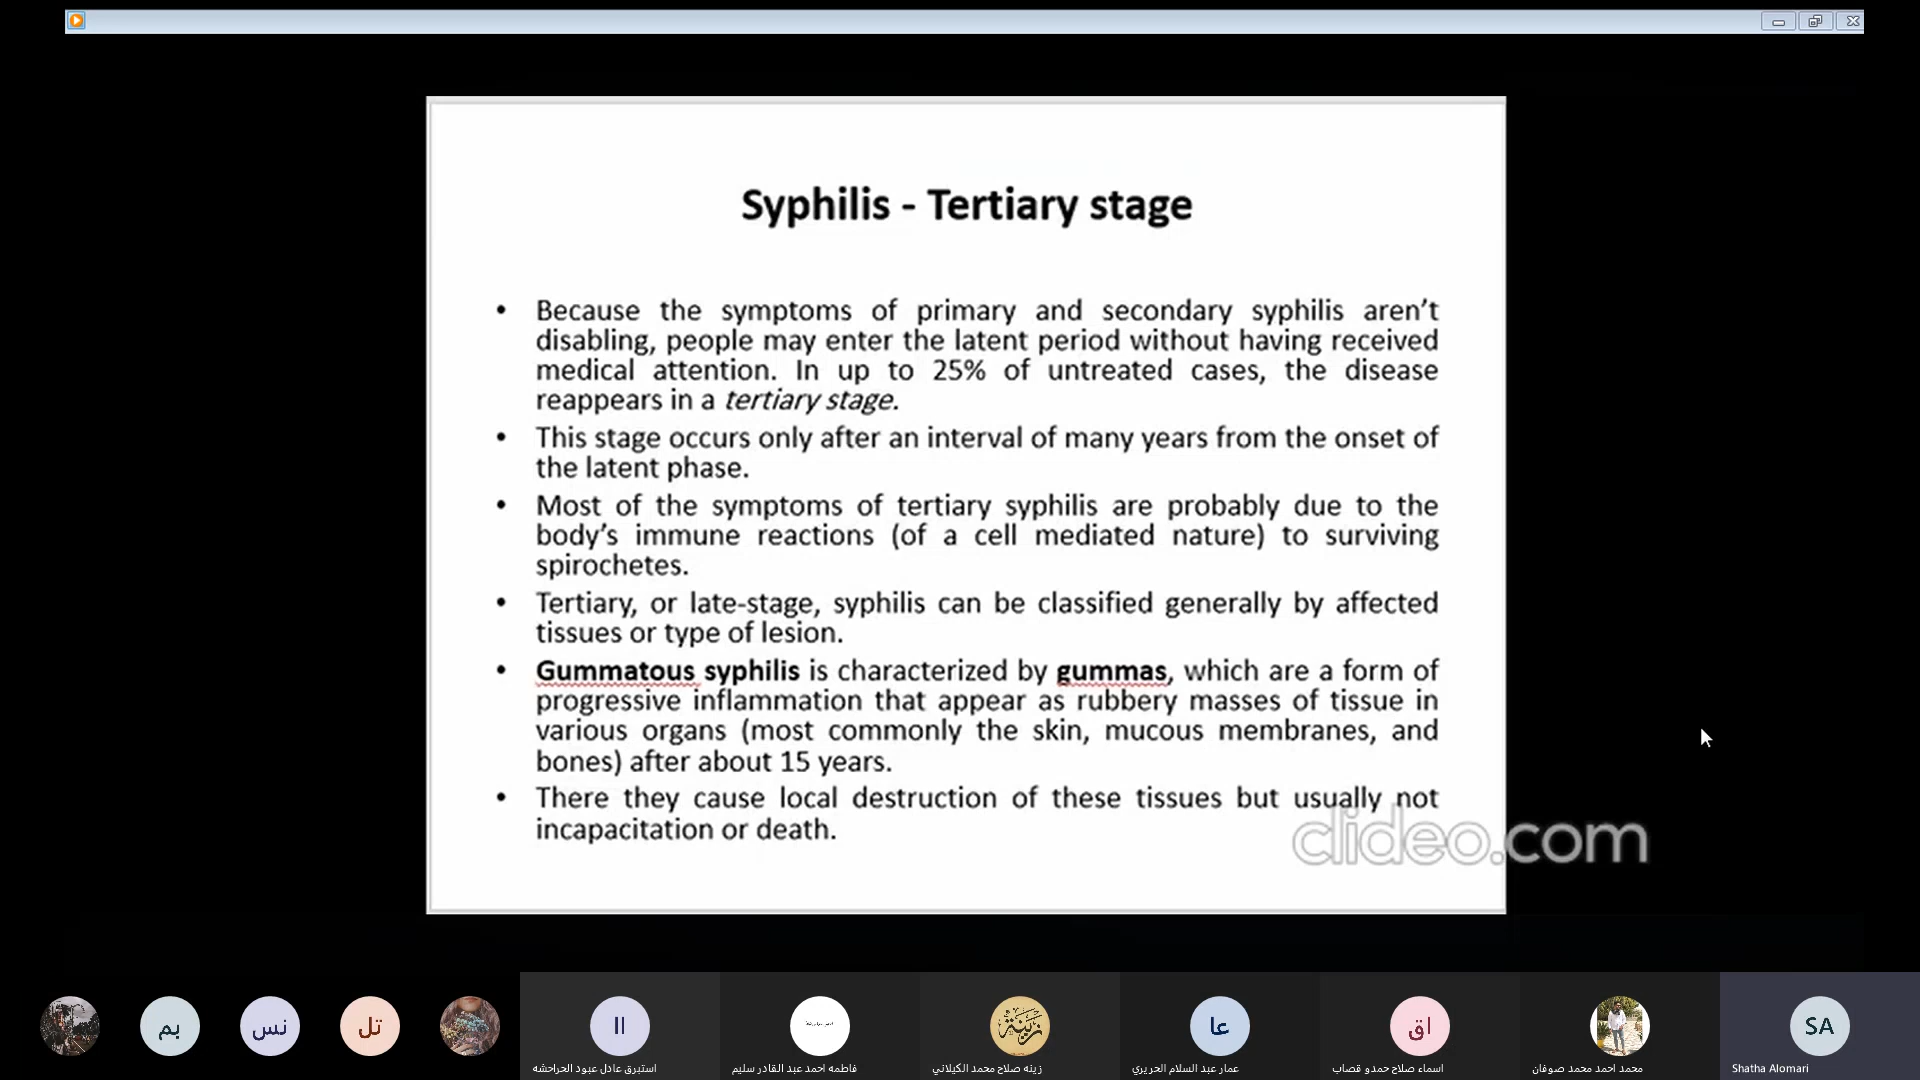 Syphilis - Tertiary stage
• Because the symptoms of primary and secondary syphilis aren't
disabling, people may enter the latent period without having received
medical attention. In up to 25% of untreated cases, the disease
reappears in a tertiary stage.
• This stage occurs only after an interval of many years from the onset of
the latent phase.
• Most of the symptoms of tertiary syphilis are probably due to the
body's immune reactions (of a cell mediated nature) to surviving
spirochetes.
• Tertiary, or late-stage, syphilis can be classified generally by affected
tissues or type of lesion.
• Gummatous syphilis is characterized by gummas, which are a form of
progressive inflammation that appear as rubbery masses of tissue in
various organs (most commonly the skin, mucous membranes, and
bones) after about 15 years.
• There they cause local destruction of these tissues but usually not
incapacitation or death.
clideo.com
بم
نس
تل
اا
زينة
عا
اق
SA
استبرق عادل عبود الحراحشه
فاطمه احمد عبد القادر سليم
زينه صلاح محمد الكيلاني
عمار عبد السلام الحريري
اسماء صلاح حمدو قصاب
محمد احمد محمد صوفان
Shatha Alomari